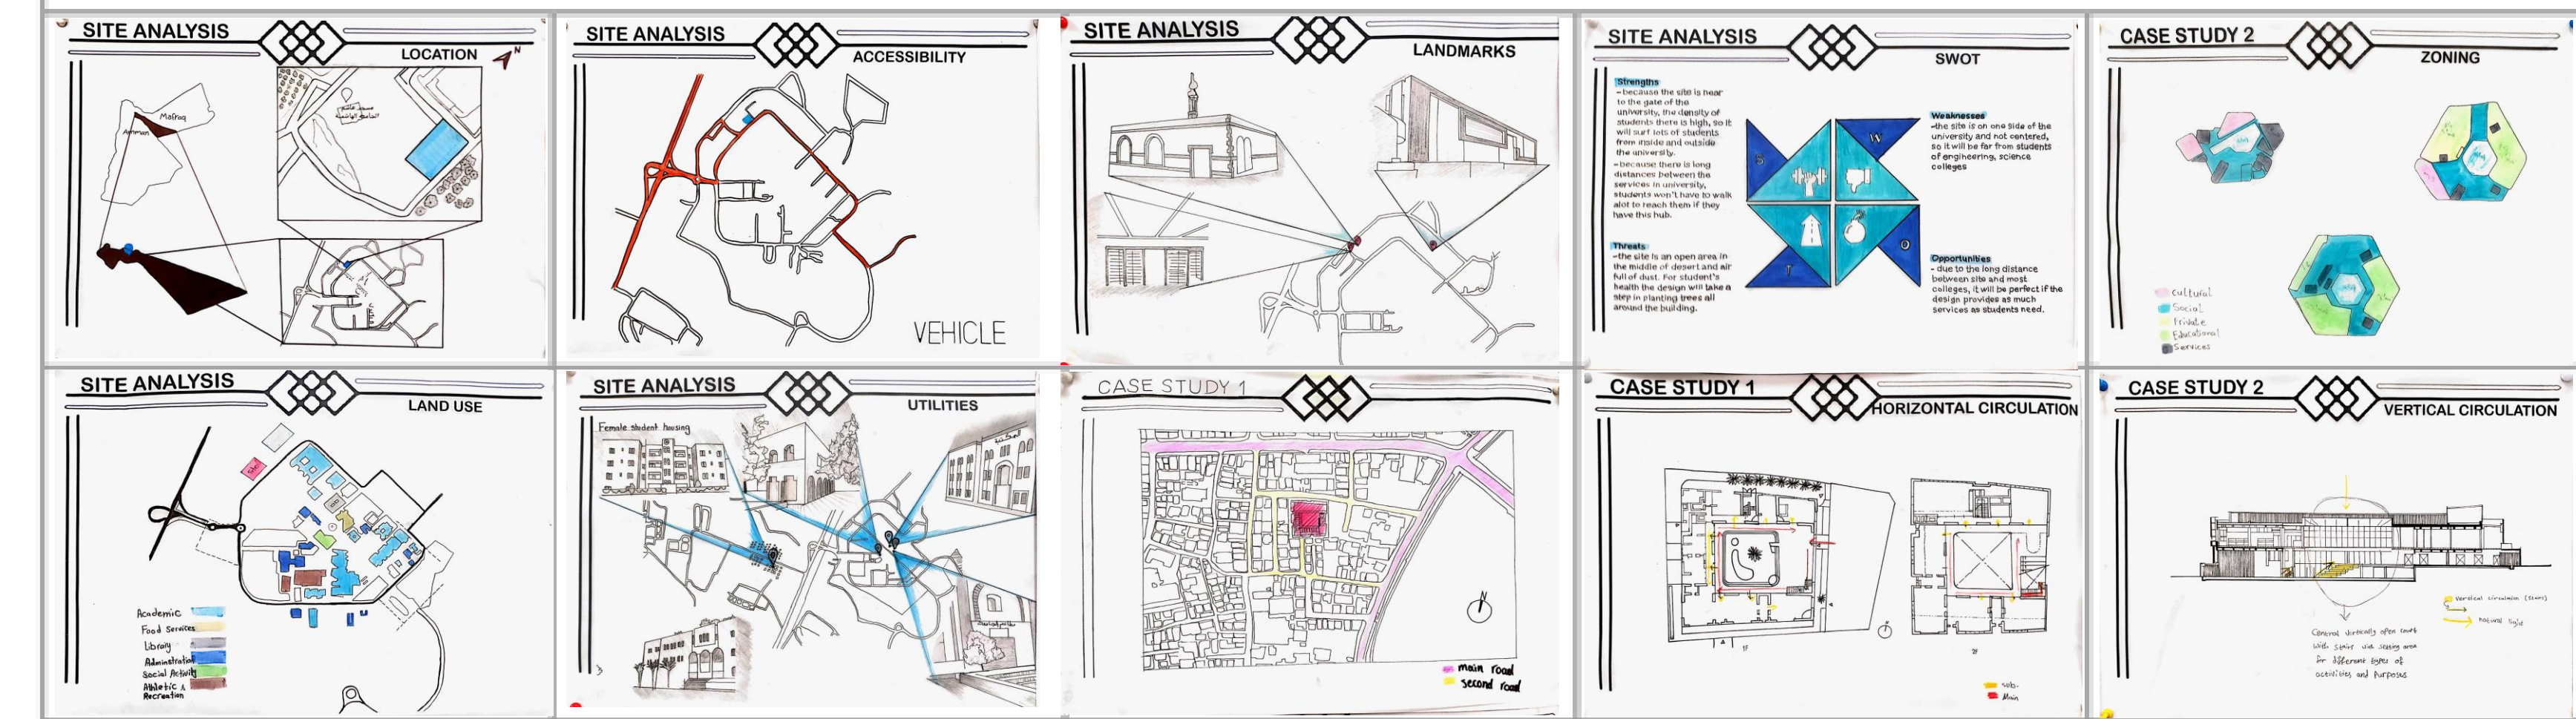 SITE ANALYSIS
LOCATION
N
Mafraq
Amman
SITE ANALYSIS
ACCESSIBILITY
VEHICLE
SITE ANALYSIS
LANDMARKS
SITE ANALYSIS
SWOT
Strengths
-because the site is near
to the gate of the
university, the density of
students there is high, so it
will surf lots of students
from inside and outside
the university.
-because there is long
distances between the
services in university,
students won't have to walk
alot to reach them if they
have this hub.
Threats
-the site is an open area in
the middle of desert and air
full of dust. For student's
health the design will take a
step in planting trees all
around the building.
S
W
T
O
Weaknesses
-the site is on one side of the
university and not centered,
so it will be far from students
of engineering, science
colleges
Opportunities
- due to the long distance
between site and most
colleges, it will be perfect if the
design provides as much
services as students need.
CASE STUDY 2
ZONING
Cultural
Social
Private
Educational
Services
SITE ANALYSIS
LAND USE
Site
Academic
Food Services
Library
Adminstration
Social Activity
Athletic &
Recreation
SITE ANALYSIS
UTILITIES
Female student housing
المكتبة
CASE STUDY 1
N
main road
second road
CASE STUDY 1
HORIZONTAL CIRCULATION
1F
2F
sub-
Main
CASE STUDY 2
VERTICAL CIRCULATION
vertical circulation (stairs)
natural light
Central vertically open court
with stairs and seating area
for different types of
activities and purposes